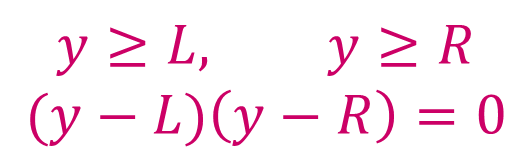 y ≥ L, y ≥ R
(y − L)(y − R) = 0